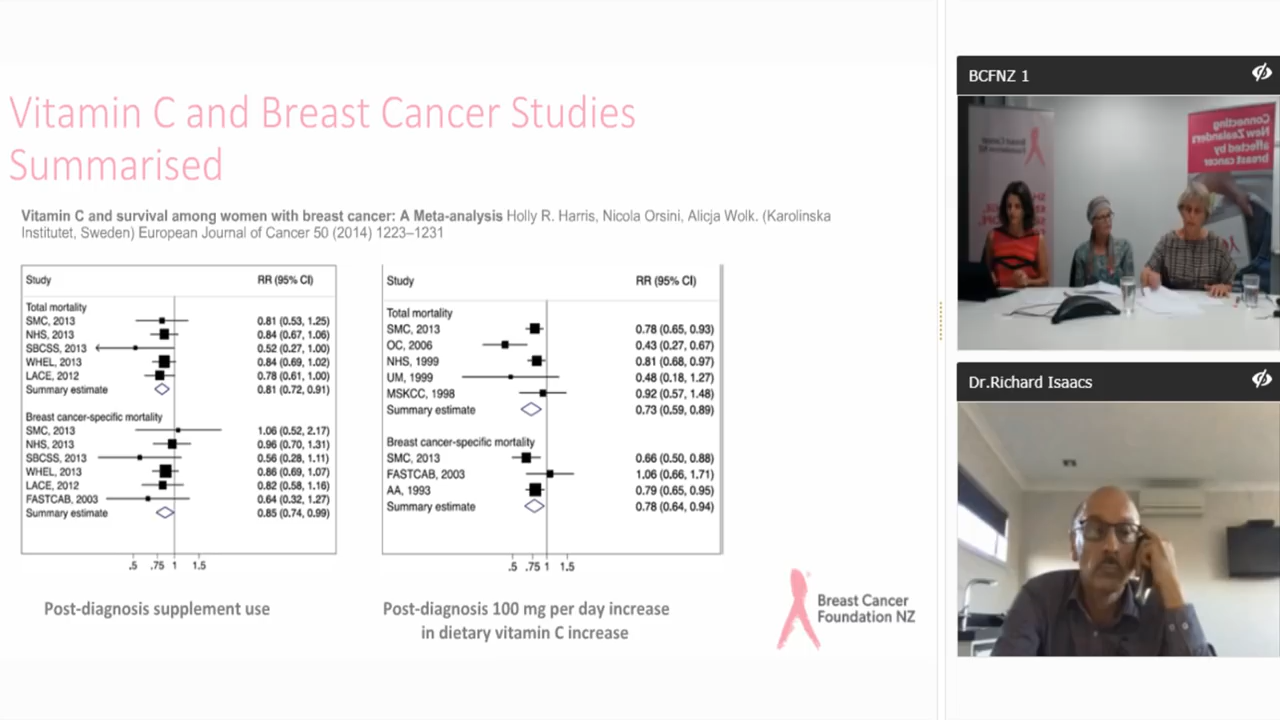 Vitamin C and Breast Cancer Studies
Summarised
Vitamin C and survival among women with breast cancer: A Meta-analysis Holly R. Harris, Nicola Orsini, Alicja Wolk. (Karolinska
Institutet, Sweden) European Journal of Cancer 50 (2014) 1223–1231
Study RR (95% CI)
Total mortality
SMC, 2013 0.81 (0.53, 1.25)
NHS, 2013 0.84 (0.67, 1.06)
SBCSS, 2013 0.52 (0.27, 1.00)
WHEL, 2013 0.84 (0.69, 1.02)
LACE, 2012 0.78 (0.61, 1.00)
Summary estimate 0.81 (0.72, 0.91)
Breast cancer-specific mortality
SMC, 2013 1.06 (0.52, 2.17)
NHS, 2013 0.96 (0.70, 1.31)
SBCSS, 2013 0.56 (0.28, 1.11)
WHEL, 2013 0.86 (0.69, 1.07)
LACE, 2012 0.82 (0.58, 1.16)
FASTCAB, 2003 0.64 (0.32, 1.27)
Summary estimate 0.85 (0.74, 0.99)
.5 .75 1 1.5
Post-diagnosis supplement use
Study RR (95% CI)
Total mortality
SMC, 2013 0.78 (0.65, 0.93)
OC, 2006 0.43 (0.27, 0.67)
NHS, 1999 0.81 (0.68, 0.97)
UM, 1999 0.48 (0.18, 1.27)
MSKCC, 1998 0.92 (0.57, 1.48)
Summary estimate 0.73 (0.59, 0.89)
Breast cancer-specific mortality
SMC, 2013 0.66 (0.50, 0.88)
FASTCAB, 2003 1.06 (0.66, 1.71)
AA, 1993 0.79 (0.65, 0.95)
Summary estimate 0.78 (0.64, 0.94)
.5 .75 1 1.5
Post-diagnosis 100 mg per day increase
in dietary vitamin C increase
Breast Cancer
Foundation NZ
BCFNZ 1
Breast Cancer
Foundation NZ
Connecting
New Zealanders
affected by
breast cancer
Dr.Richard Isaacs